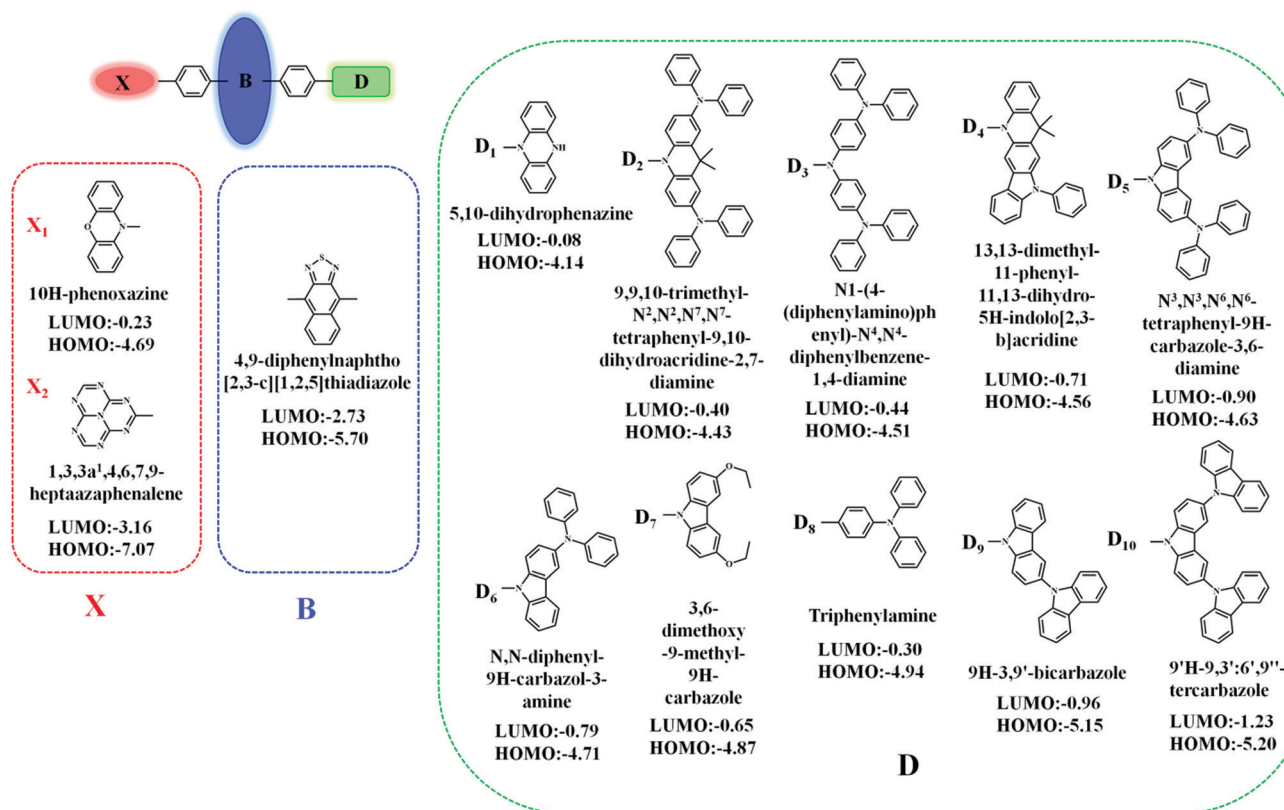 X
B
D
X₁
O
N
10H-phenoxazine
LUMO:-0.23
HOMO:-4.69
X₂
N
N
N
N
N
N
N
1,3,3a¹,4,6,7,9-
heptaazaphenalene
LUMO:-3.16
HOMO:-7.07
X
S
N
N
4,9-diphenylnaphtho
[2,3-c][1,2,5]thiadiazole
LUMO:-2.73
HOMO:-5.70
B
D₁
N
NH
5,10-dihydrophenazine
LUMO:-0.08
HOMO:-4.14
D₂
N
N
N
9,9,10-trimethyl-
N²,N²,N⁷,N⁷-
tetraphenyl-9,10-
dihydroacridine-2,7-
diamine
LUMO:-0.40
HOMO:-4.43
D₃
N
N
N
N1-(4-
(diphenylamino)ph
enyl)-N⁴,N⁴-
diphenylbenzene-
1,4-diamine
LUMO:-0.44
HOMO:-4.51
D₄
N
N
13,13-dimethyl-
11-phenyl-
11,13-dihydro-
5H-indolo[2,3-
b]acridine
LUMO:-0.71
HOMO:-4.56
D₅
N
N
N
N³,N³,N⁶,N⁶-
tetraphenyl-9H-
carbazole-3,6-
diamine
LUMO:-0.90
HOMO:-4.63
D₆
N
N
N,N-diphenyl-
9H-carbazol-3-
amine
LUMO:-0.79
HOMO:-4.71
D₇
N
O
O
3,6-
dimethoxy
-9-methyl-
9H-
carbazole
LUMO:-0.65
HOMO:-4.87
D₈
N
Triphenylamine
LUMO:-0.30
HOMO:-4.94
D₉
N
N
9H-3,9'-bicarbazole
LUMO:-0.96
HOMO:-5.15
D₁₀
N
N
N
9'H-9,3':6',9''-
tercarbazole
LUMO:-1.23
HOMO:-5.20
D